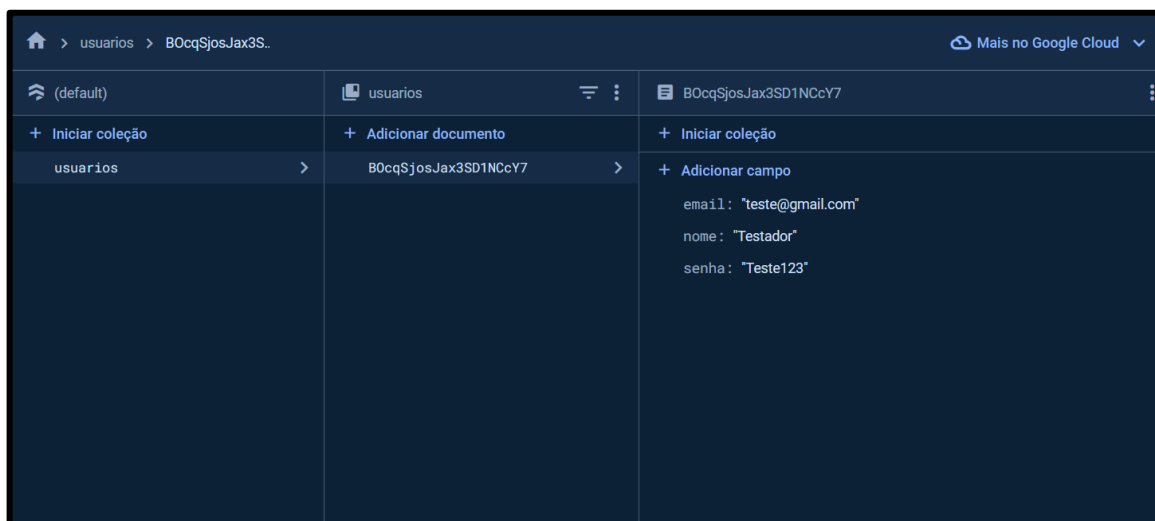 > usuarios > BOcqSjosJax3S..
Mais no Google Cloud
(default)
usuarios
BOcqSjosJax3SD1NCcY7
+ Iniciar coleção
+ Adicionar documento
+ Iniciar coleção
usuarios
BOcqSjosJax3SD1NCcY7
+ Adicionar campo
email: "teste@gmail.com"
nome: "Testador"
senha: "Teste123"